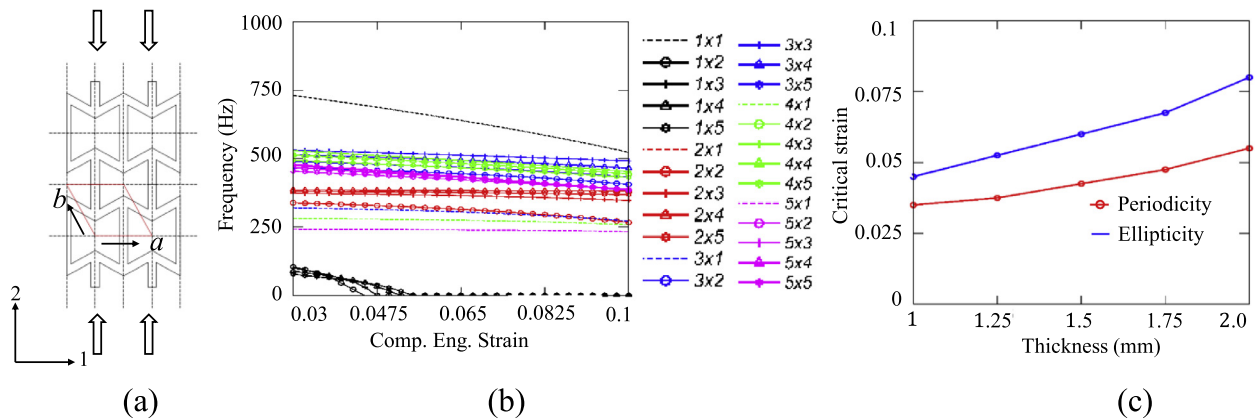 b
a
2
1
(a)
1000
750
500
250
0
Frequency (Hz)
0.03 0.0475 0.065 0.0825 0.1
Comp. Eng. Strain
1x1
1x2
1x3
1x4
1x5
2x1
2x2
2x3
2x4
2x5
3x1
3x2
3x3
3x4
3x5
4x1
4x2
4x3
4x4
4x5
5x1
5x2
5x3
5x4
5x5
(b)
0.1
0.075
0.05
0.025
0
Critical strain
Periodicity
Ellipticity
1 1.25 1.5 1.75 2.0
Thickness (mm)
(c)